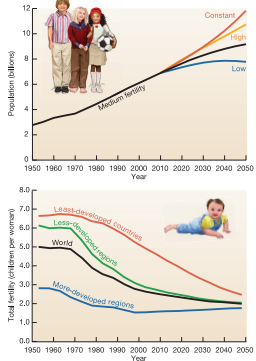 12
10
8
6
4
2
0
Population (billions)
Constant
High
Low
Medium fertility
1950 1960 1970 1980 1990 2000 2010 2020 2030 2040 2050
Year
8.0
7.0
6.0
5.0
4.0
3.0
2.0
1.0
0.0
Total fertility (children per woman)
Least-developed countries
Less-developed regions
World
More-developed regions
1950 1960 1970 1980 1990 2000 2010 2020 2030 2040 2050
Year